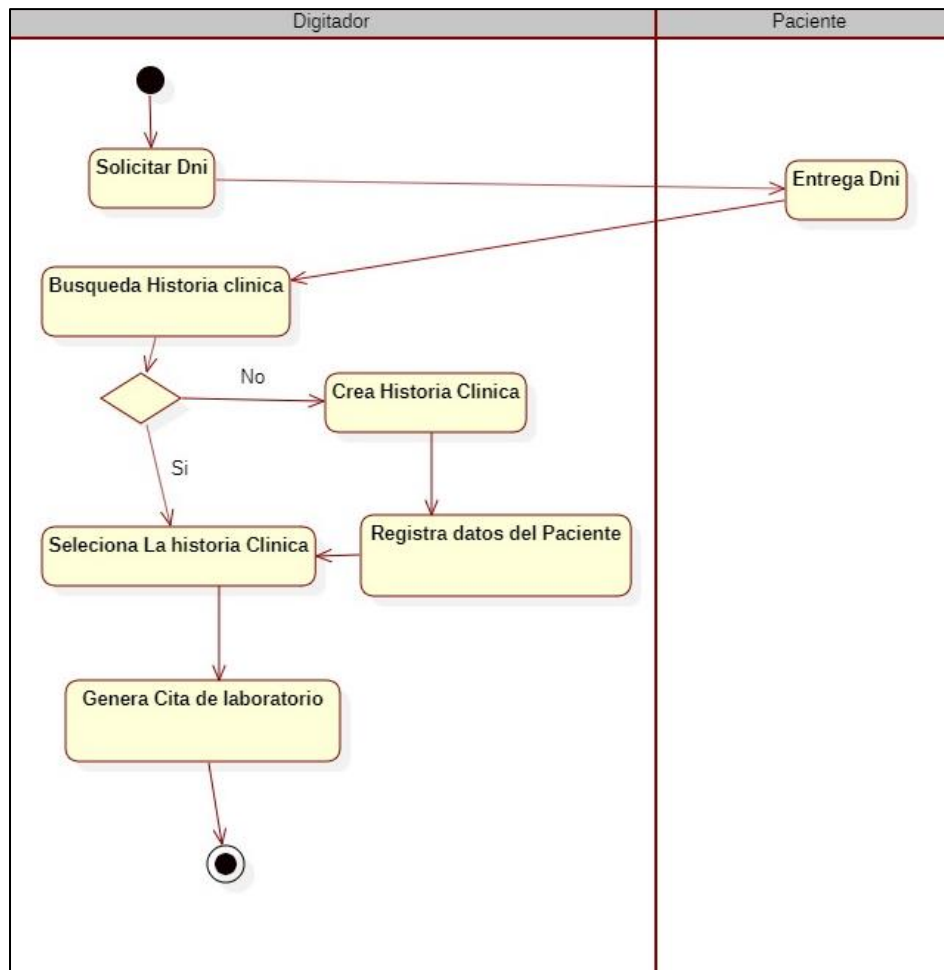 Digitador
Paciente
Solicitar Dni
Entrega Dni
Busqueda Historia clinica
No
Crea Historia Clinica
Si
Seleciona La historia Clinica
Registra datos del Paciente
Genera Cita de laboratorio